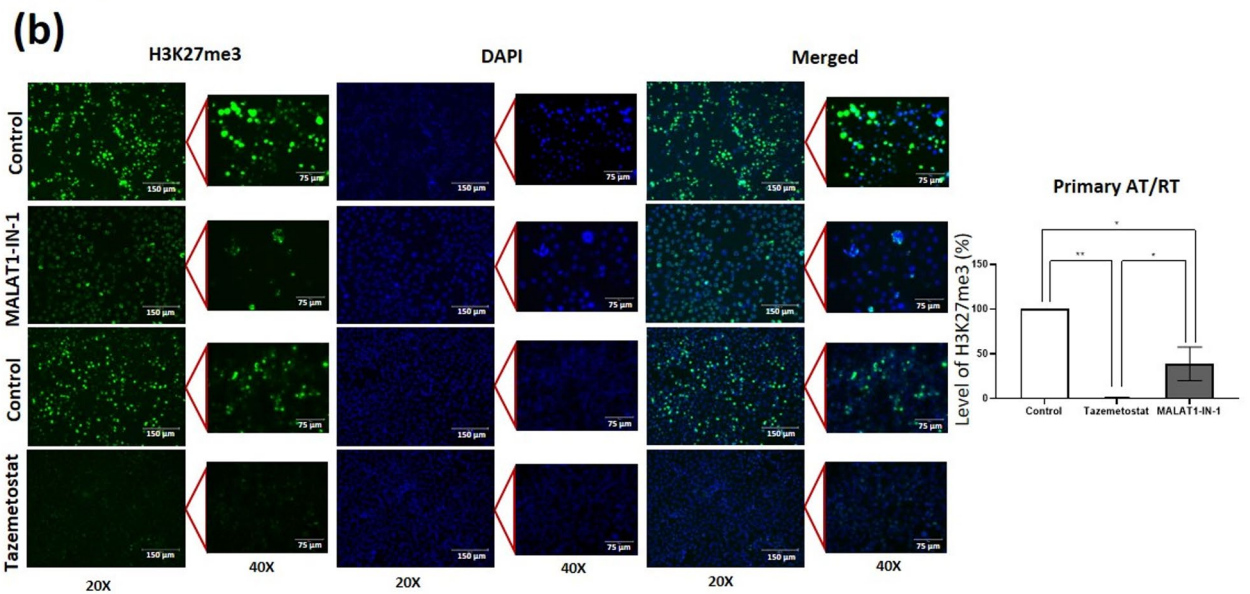 (b)
H3K27me3 DAPI Merged
Control
150 µm 75 µm 150 µm 75 µm 150 µm 75 µm
MALAT1-IN-1
150 µm 75 µm 150 µm 75 µm 150 µm 75 µm
Control
150 µm 75 µm 150 µm 75 µm 150 µm 75 µm
Tazemetostat
150 µm 75 µm 150 µm 75 µm 150 µm 75 µm
20X 40X 20X 40X 20X 40X
Primary AT/RT
*
** *
Level of H3K27me3 (%)
150
100
50
0
Control Tazemetostat MALAT1-IN-1